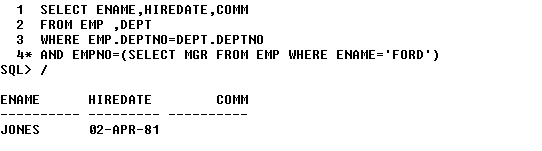 1 SELECT ENAME,HIREDATE,COMM
2 FROM EMP ,DEPT
3 WHERE EMP.DEPTNO=DEPT.DEPTNO
4* AND EMPNO=(SELECT MGR FROM EMP WHERE ENAME='FORD')
SQL> /
ENAME HIREDATE COMM
---------- --------- ----------
JONES 02-APR-81